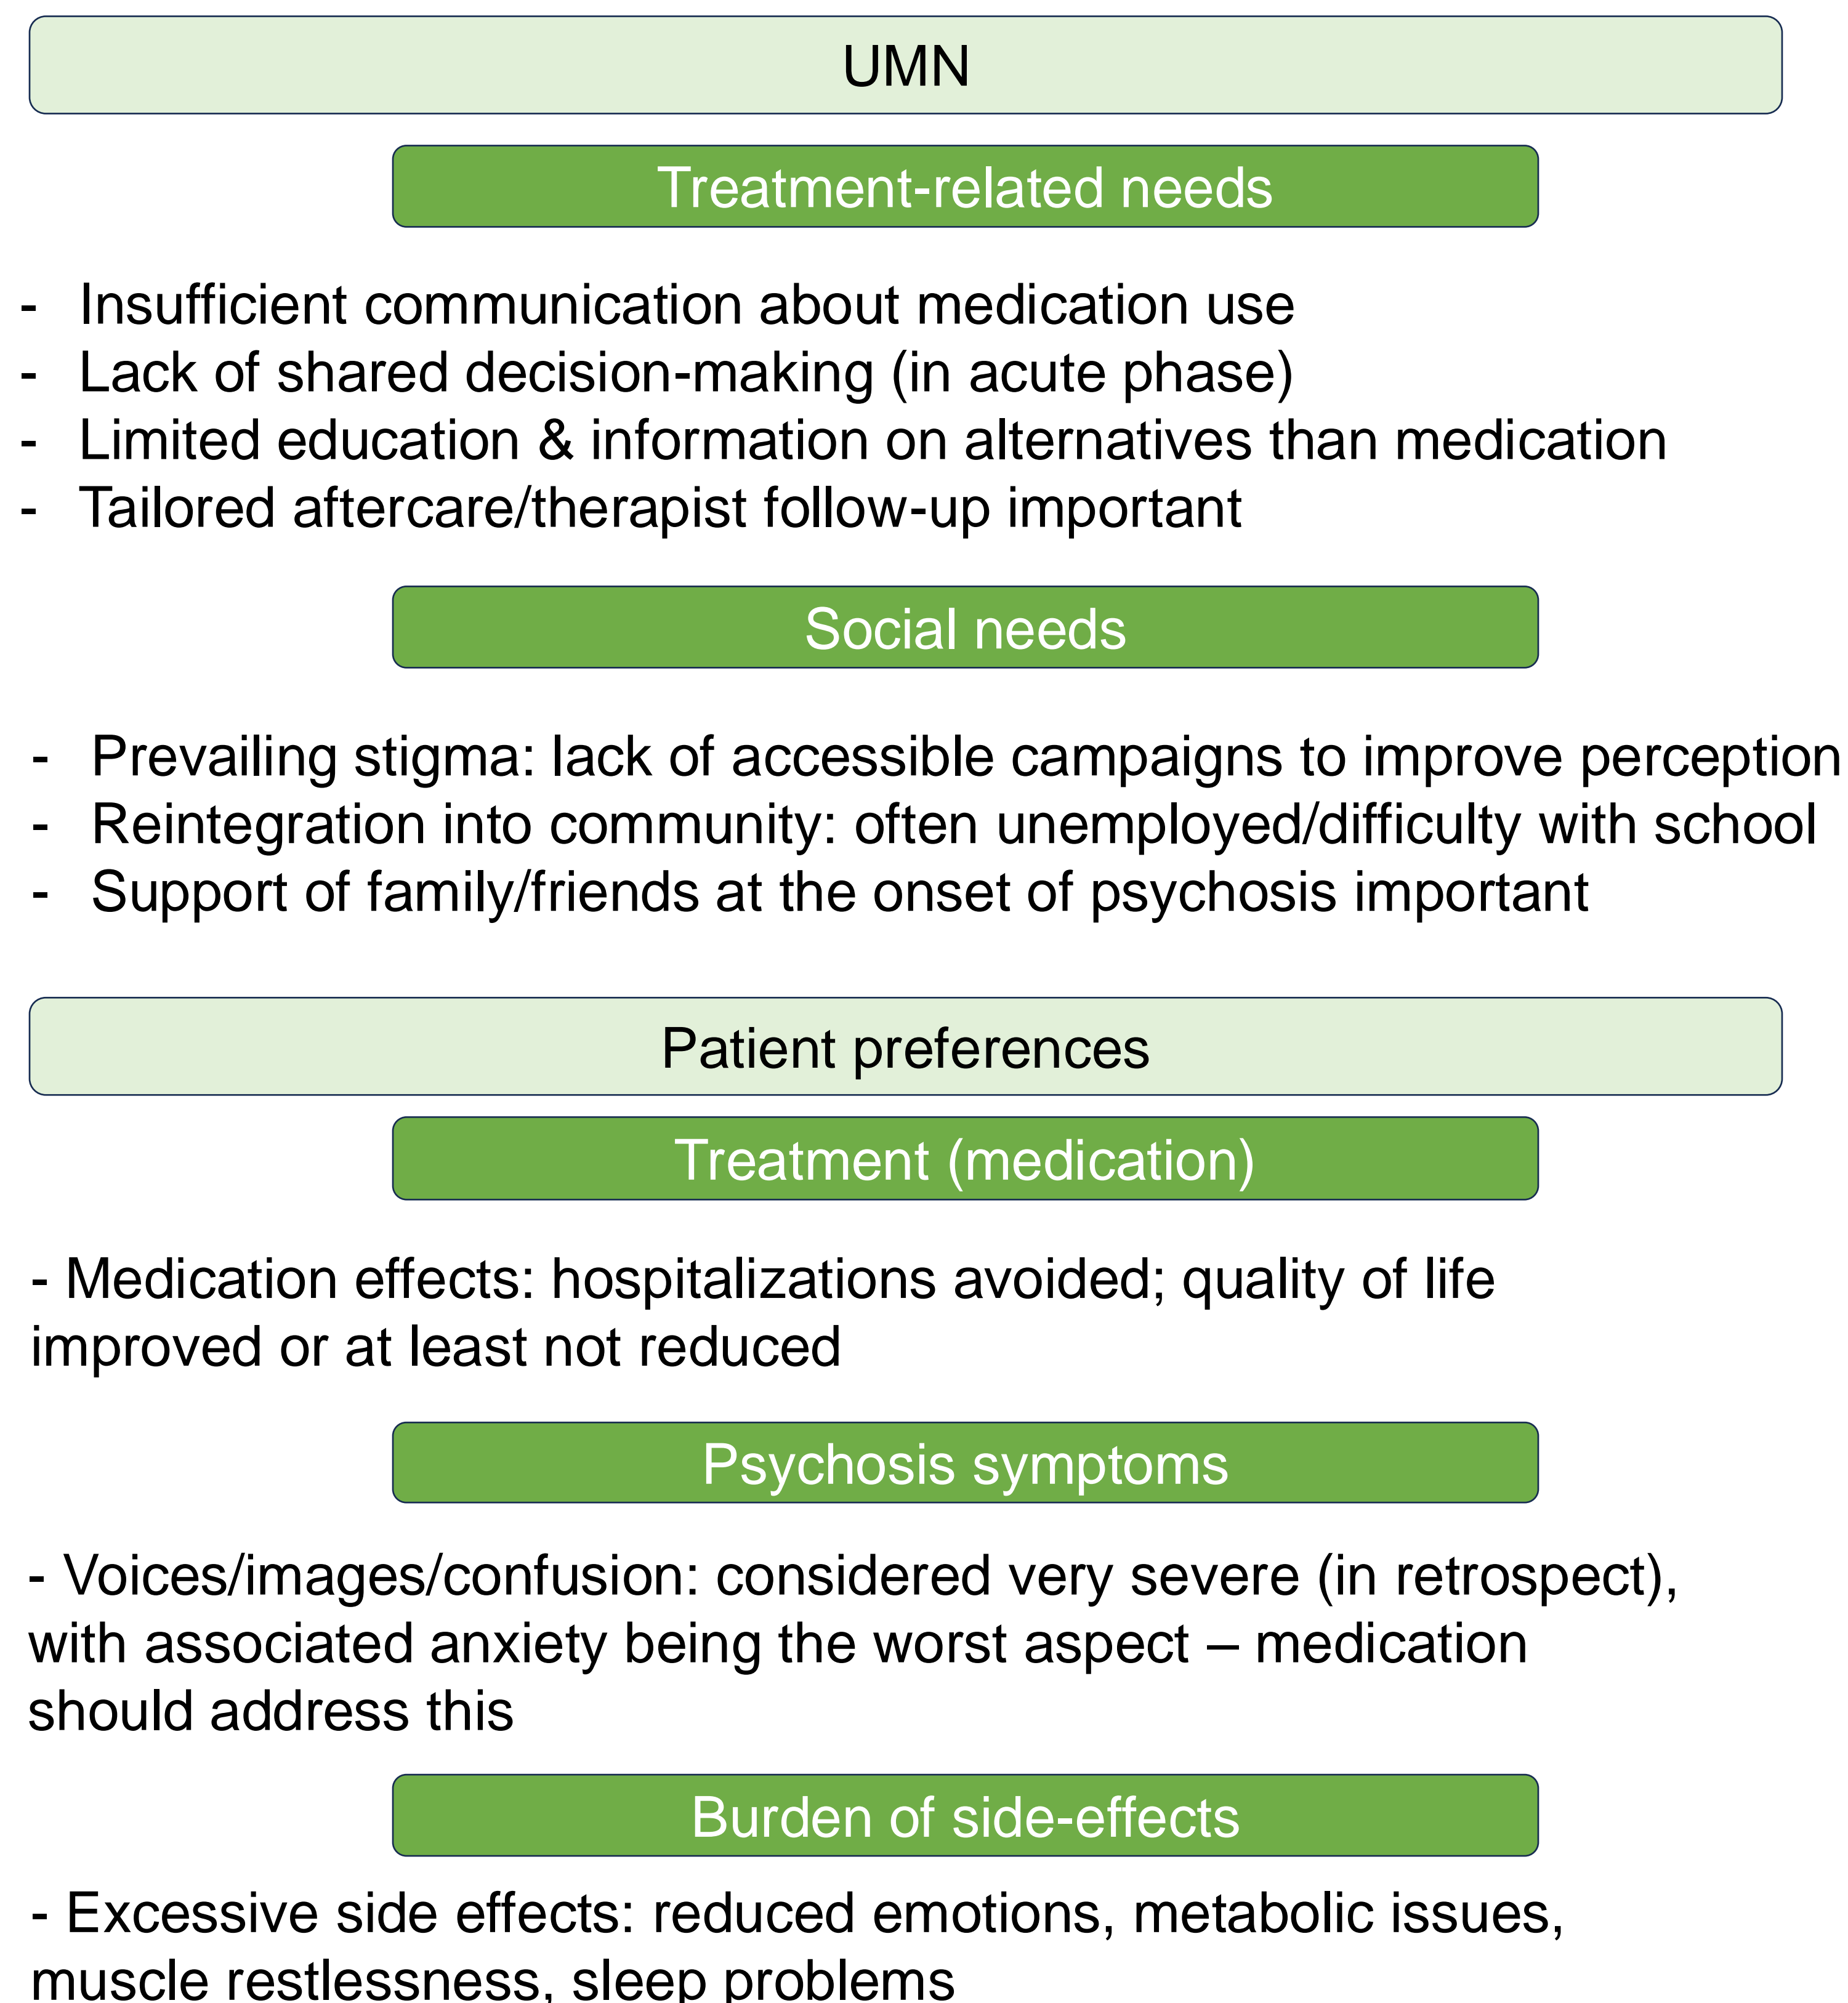 UMN
Treatment-related needs
- Insufficient communication about medication use
- Lack of shared decision-making (in acute phase)
- Limited education & information on alternatives than medication
- Tailored aftercare/therapist follow-up important
Social needs
- Prevailing stigma: lack of accessible campaigns to improve perception
- Reintegration into community: often unemployed/difficulty with school
- Support of family/friends at the onset of psychosis important
Patient preferences
Treatment (medication)
- Medication effects: hospitalizations avoided; quality of life
improved or at least not reduced
Psychosis symptoms
- Voices/images/confusion: considered very severe (in retrospect),
with associated anxiety being the worst aspect – medication
should address this
Burden of side-effects
- Excessive side effects: reduced emotions, metabolic issues,
muscle restlessness, sleep problems